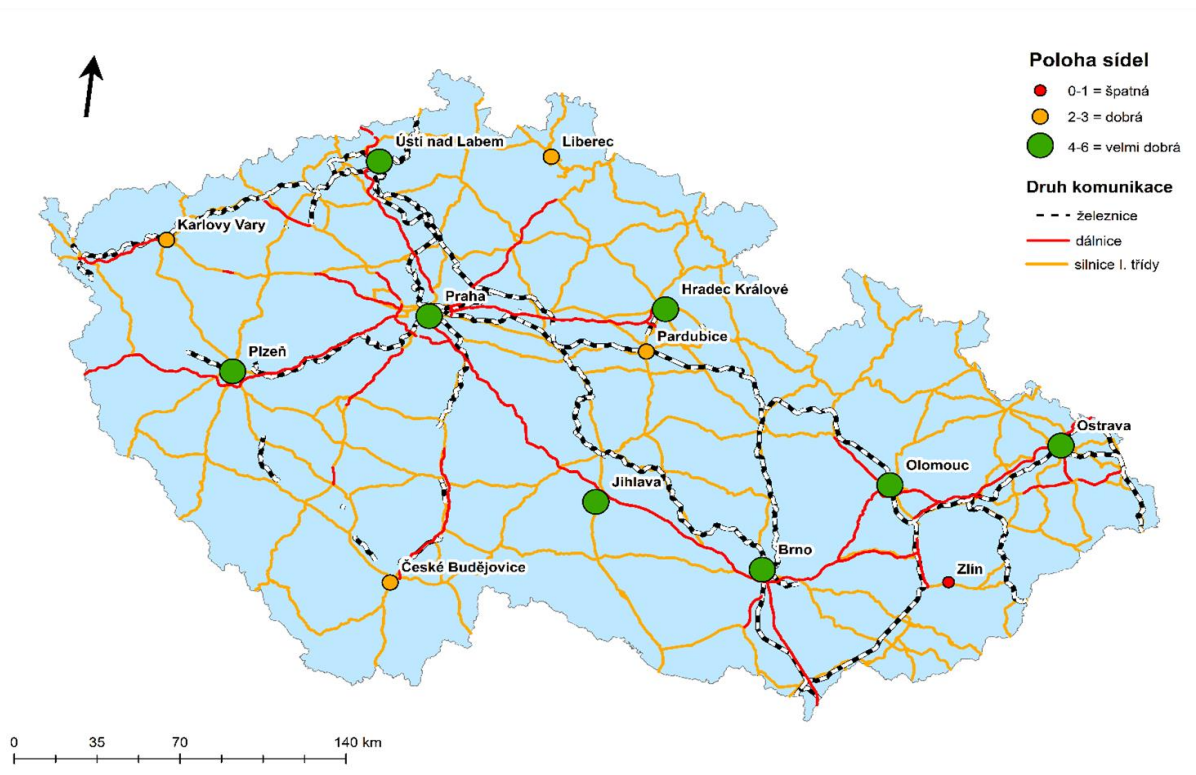 Poloha sídel
0-1 = špatná
2-3 = dobrá
4-6 = velmi dobrá
Druh komunikace
železnice
dálnice
silnice I. třídy
Ústi nad Labem
Liberec
Karlovy Vary
Praha
Hradec Králové
Pardubice
Plzeň
Ostrava
Olomouc
Jihlava
Brno
České Budějovice
Zlín
0 35 70 140 km